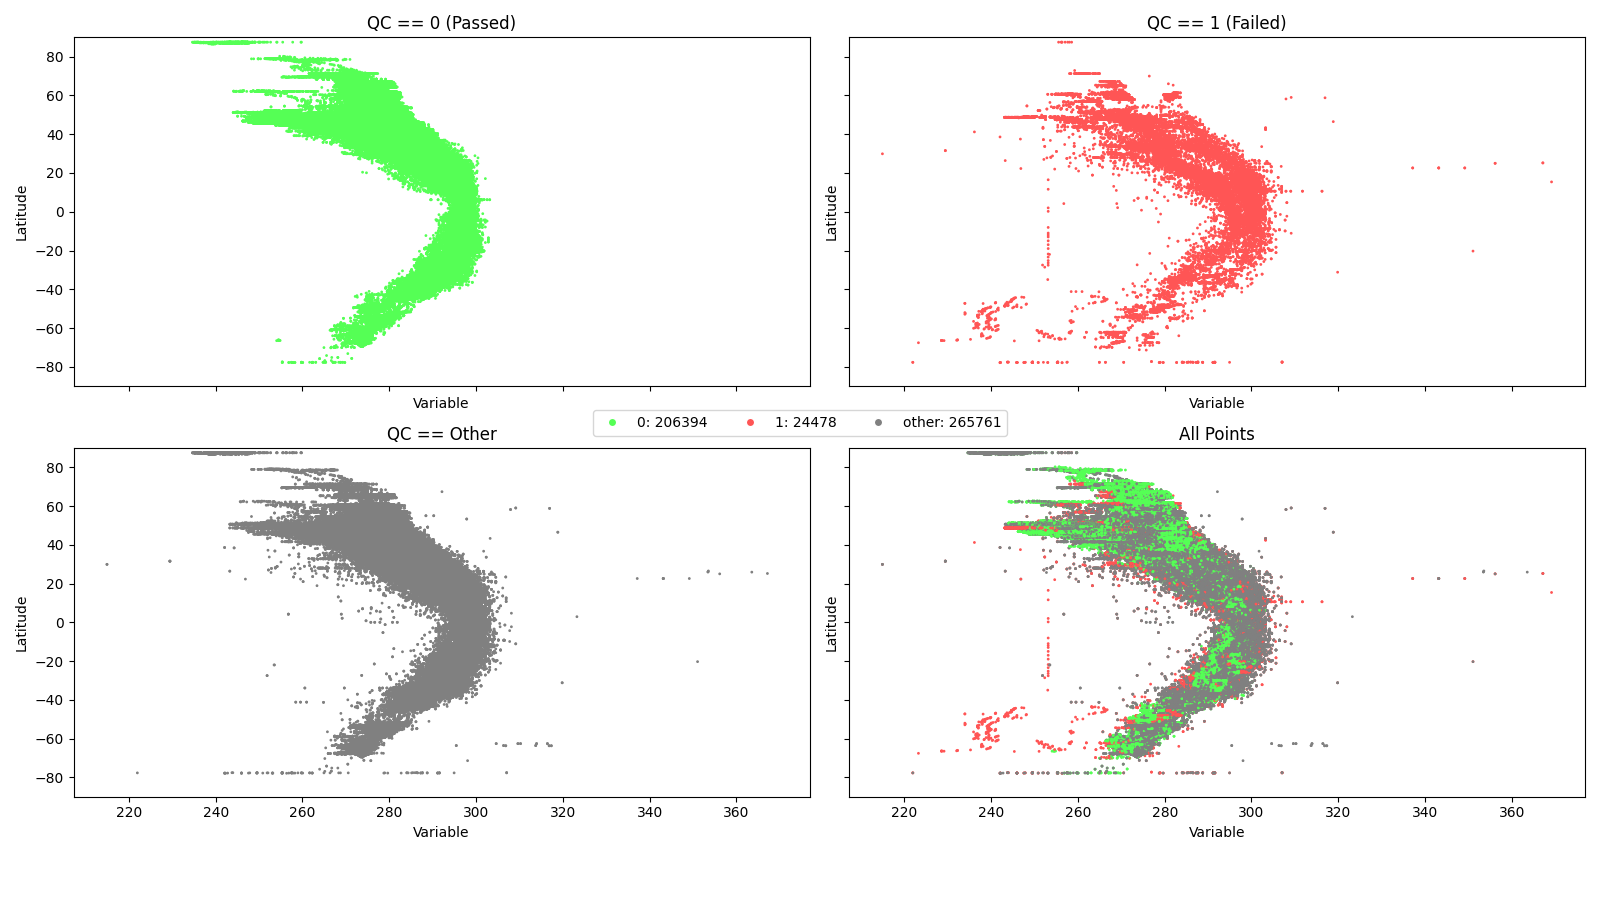 QC == 0 (Passed)
QC == 1 (Failed)
80
60
40
20
0
−20
−40
−60
−80
Latitude
Latitude
Variable
Variable
0: 206394
1: 24478
other: 265761
QC == Other
All Points
80
60
40
20
0
−20
−40
−60
−80
Latitude
Latitude
220 240 260 280 300 320 340 360
220 240 260 280 300 320 340 360
Variable
Variable